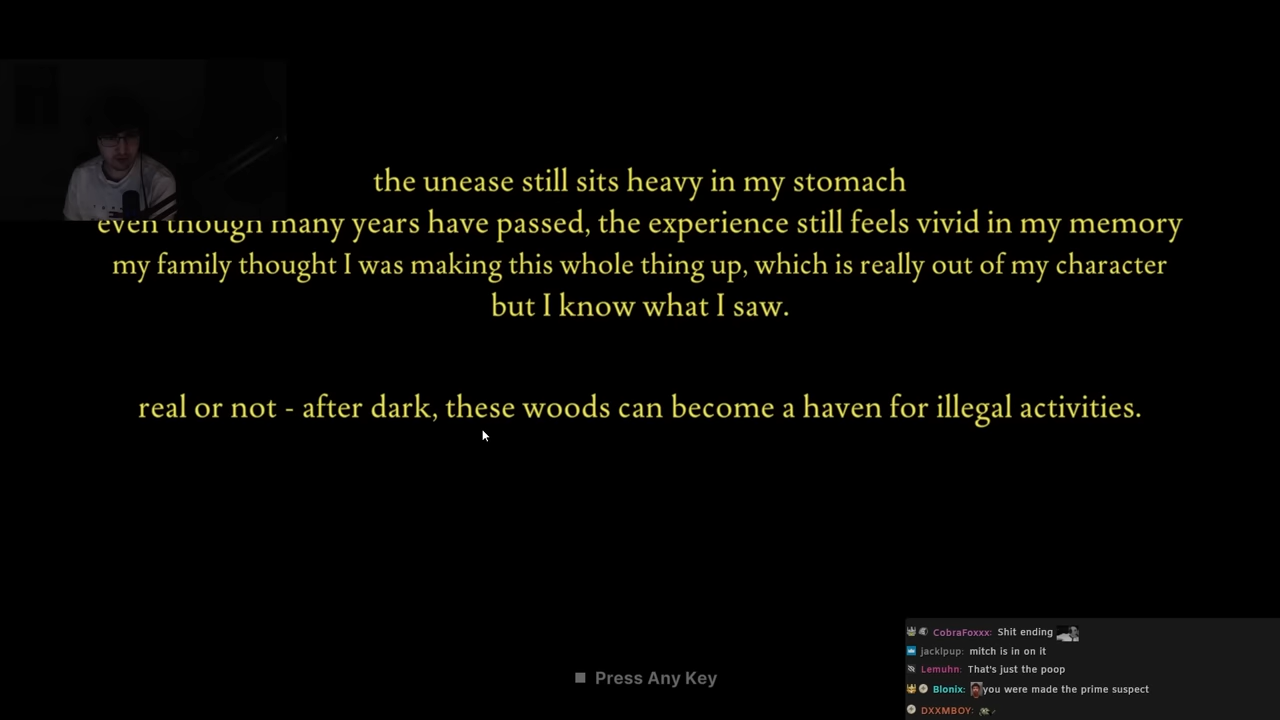 the unease still sits heavy in my stomach
even though many years have passed, the experience still feels vivid in my memory
my family thought I was making this whole thing up, which is really out of my character
but I know what I saw.
real or not - after dark, these woods can become a haven for illegal activities.
Press Any Key
CobraFoxxx: Shit ending
jacklpup: mitch is in on it
Lemuhn: That's just the poop
Blonix: you were made the prime suspect
DXXMBOY: